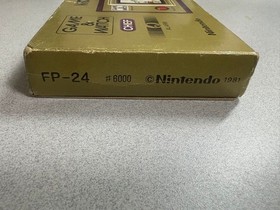 GAME &
WATCH
CHEF
Nintendo
FP-24 ¥6000 ©Nintendo 1981